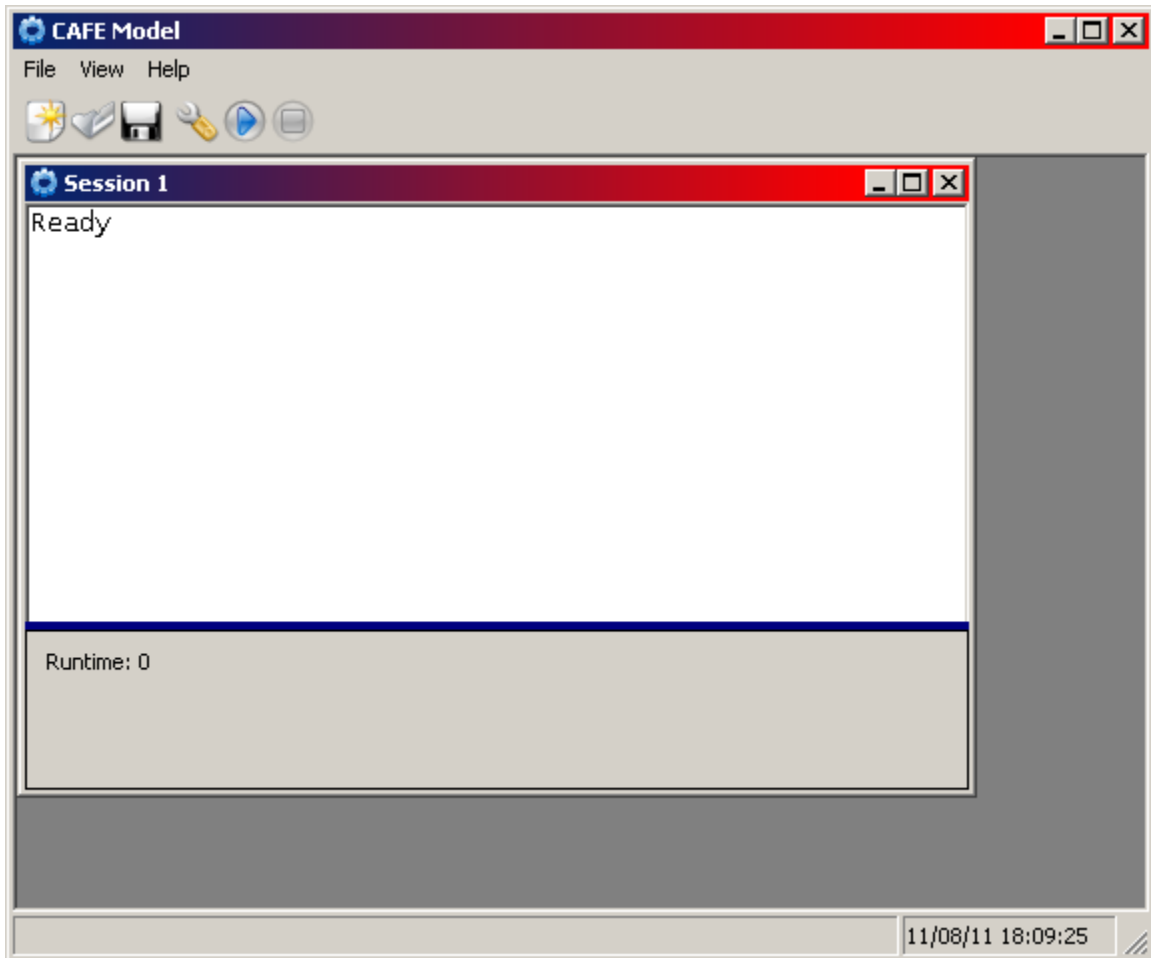 CAFE Model
File View Help
Session 1
Ready
Runtime: 0
11/08/11 18:09:25